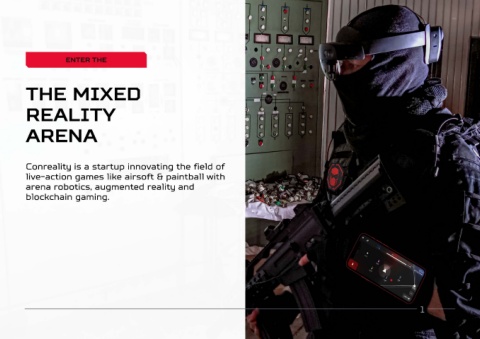 ENTER THE
THE MIXED
REALITY
ARENA
Conreality is a startup innovating the field of
live-action games like airsoft & paintball with
arena robotics, augmented reality and
blockchain gaming.
1